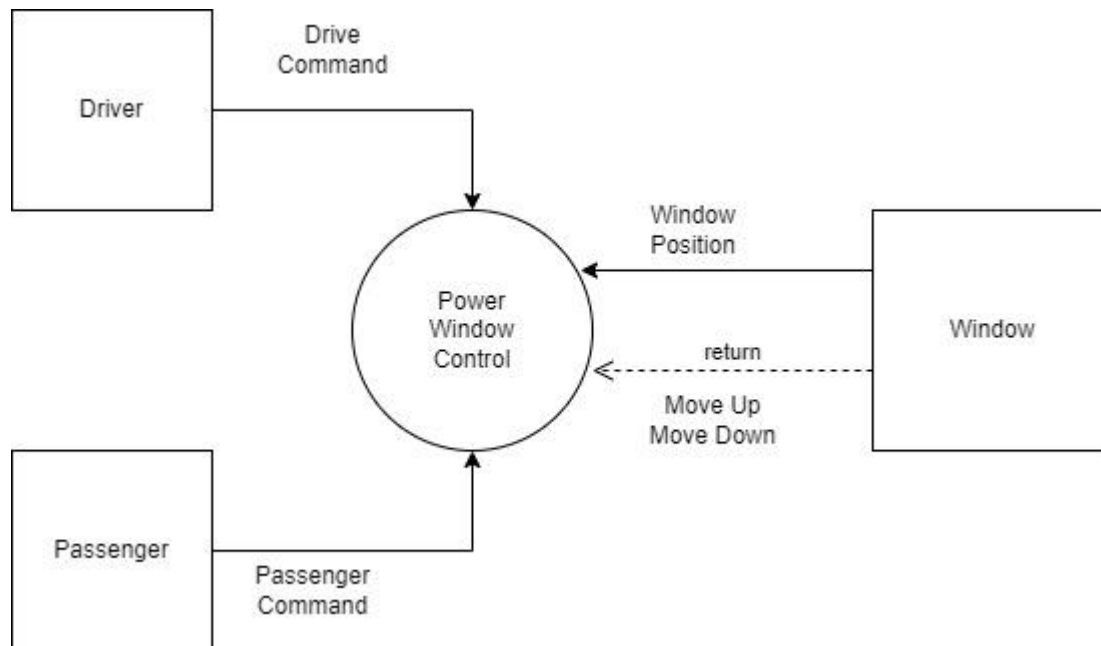 Drive
Command
Driver
Window
Position
Power
Window
Control
Window
return
Move Up
Move Down
Passenger
Passenger
Command